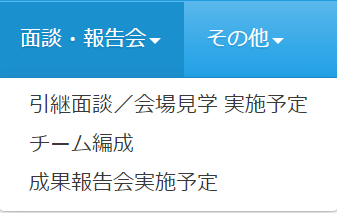 面談・報告会 その他
引継面談／会場見学 実施予定
チーム編成
成果報告会実施予定